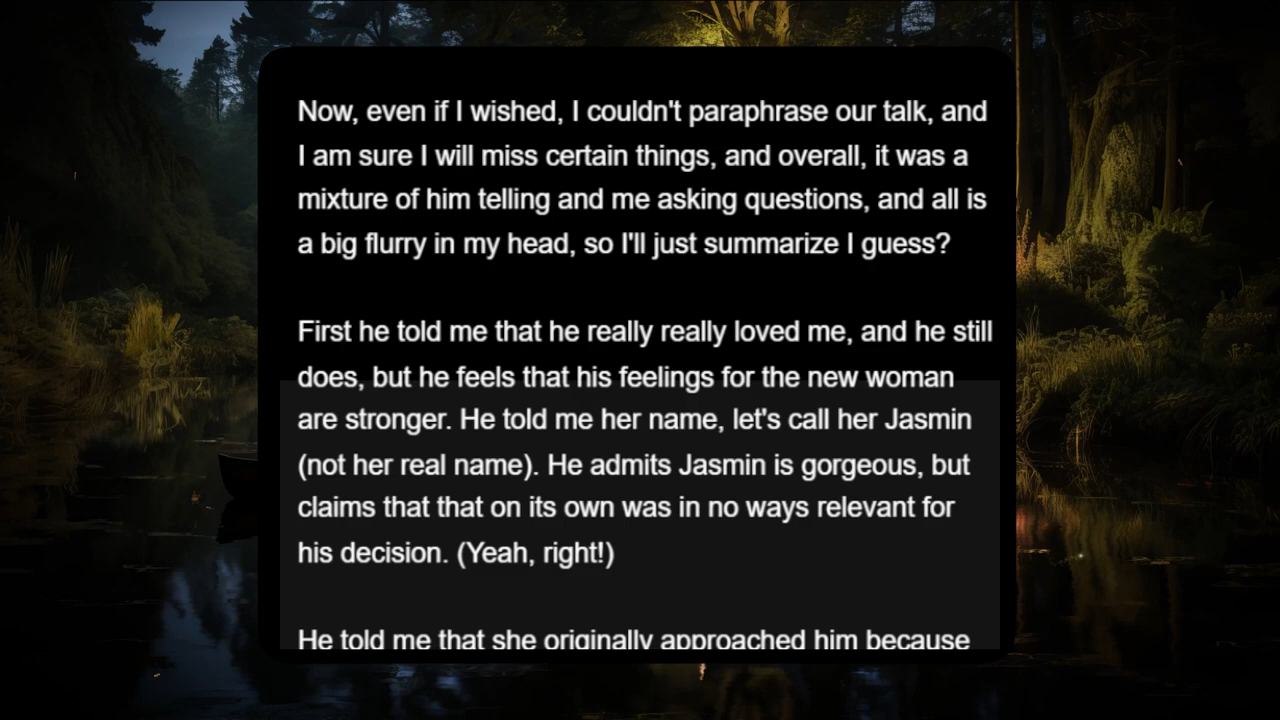 Now, even if I wished, I couldn't paraphrase our talk, and
I am sure I will miss certain things, and overall, it was a
mixture of him telling and me asking questions, and all is
a big flurry in my head, so I'll just summarize I guess?
First he told me that he really really loved me, and he still
does, but he feels that his feelings for the new woman
are stronger. He told me her name, let's call her Jasmin
(not her real name). He admits Jasmin is gorgeous, but
claims that that on its own was in no ways relevant for
his decision. (Yeah, right!)
He told me that she originally approached him because